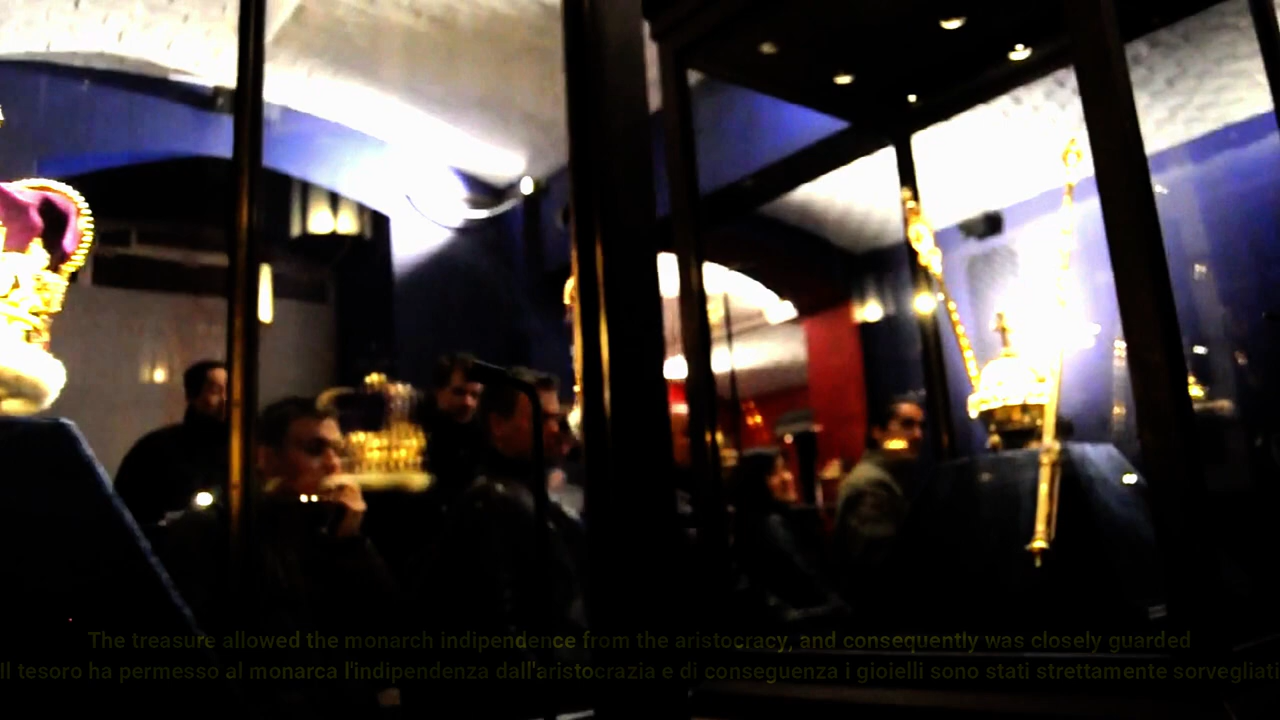 The treasure allowed the monarch indipendence from the aristocracy, and consequently was closely guarded
Il tesoro ha permesso al monarca l'indipendenza dall'aristocrazia e di conseguenza i gioielli sono stati strettamente sorvegliati